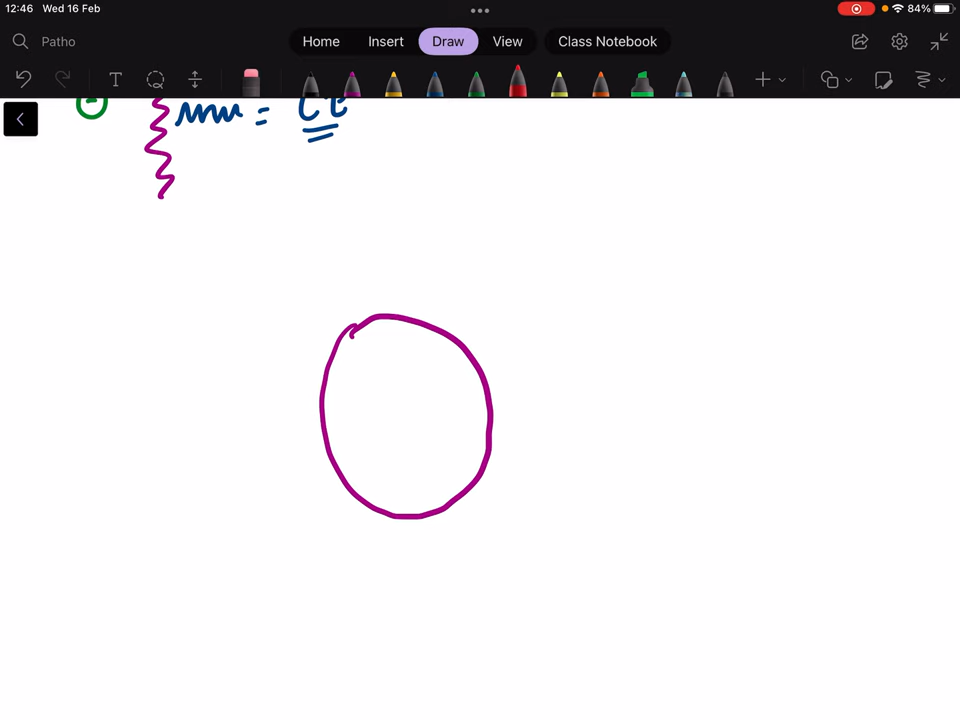 12:46 Wed 16 Feb
84%
Patho
Home Insert Draw View Class Notebook
T
=